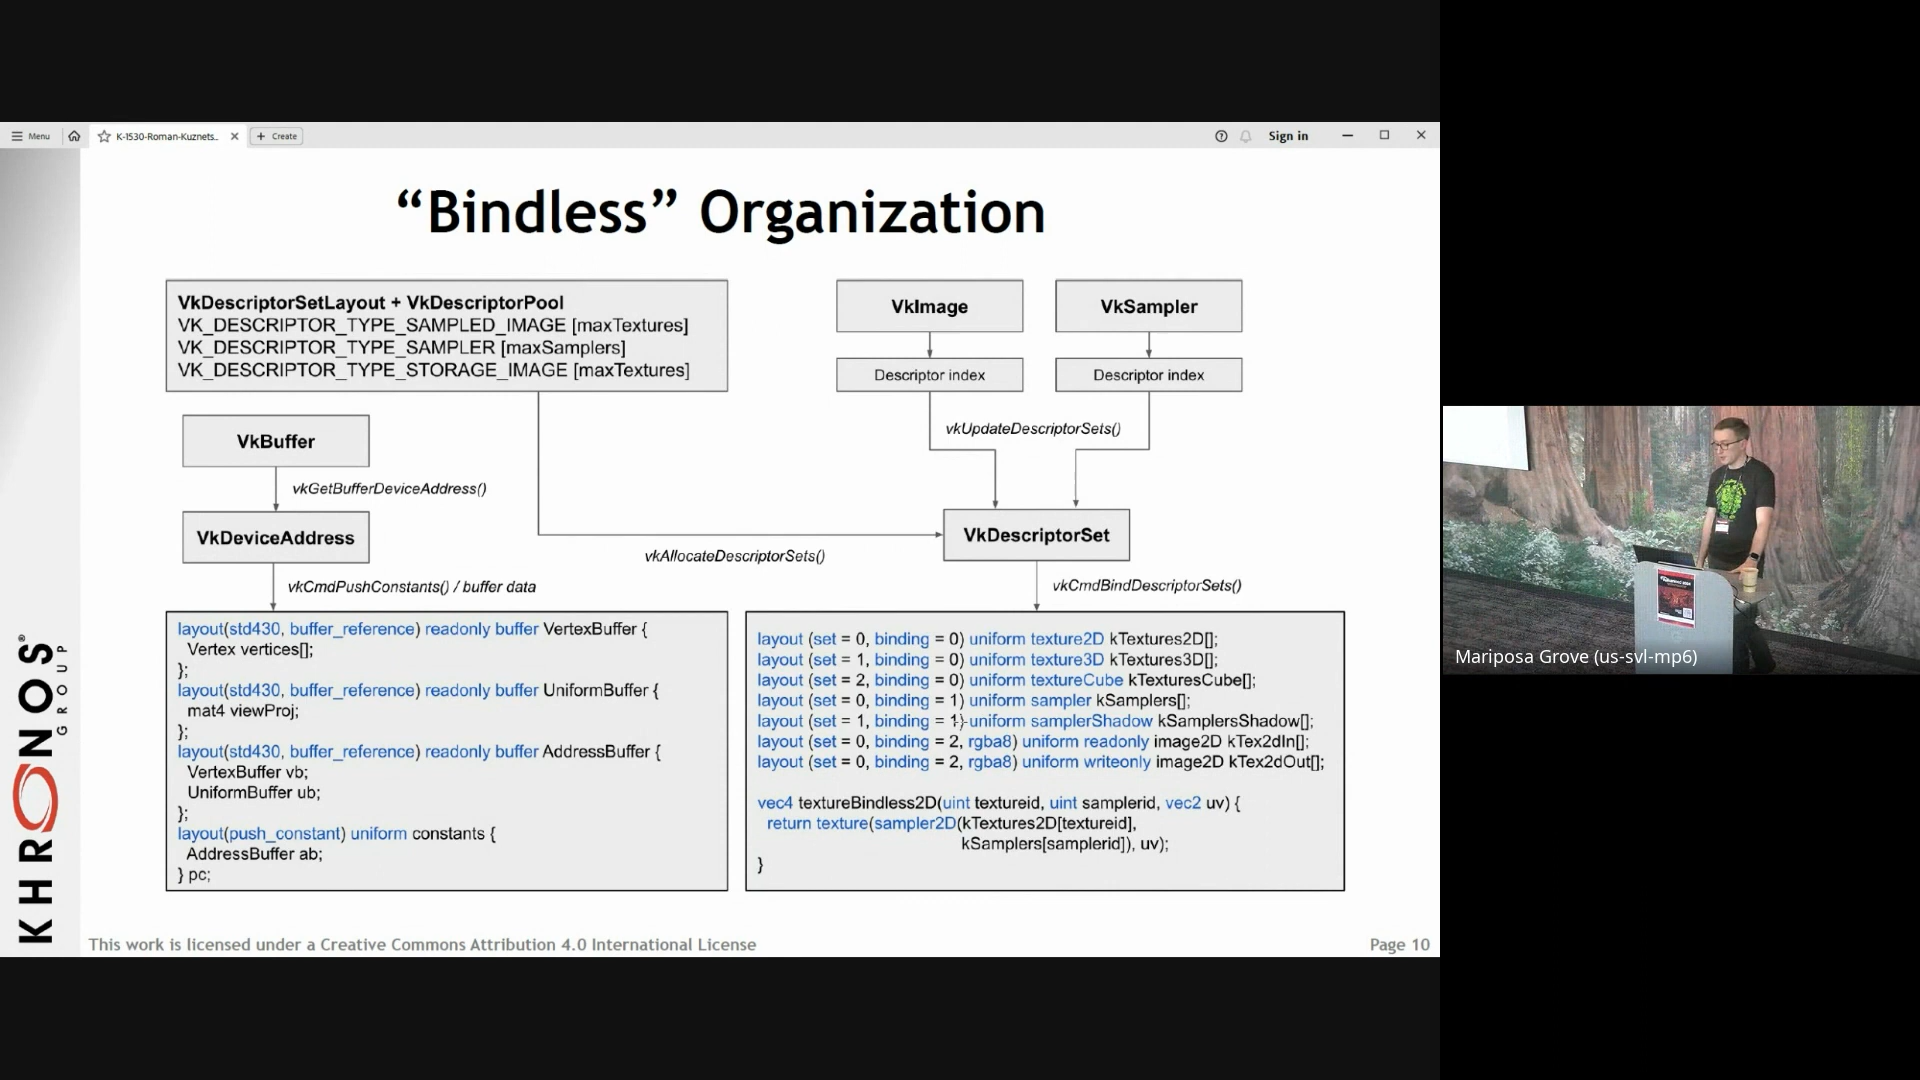 Menu
K-1530-Roman-Kuznets...
Create
Sign in
“Bindless” Organization
VkDescriptorSetLayout + VkDescriptorPool
VK_DESCRIPTOR_TYPE_SAMPLED_IMAGE [maxTextures]
VK_DESCRIPTOR_TYPE_SAMPLER [maxSamplers]
VK_DESCRIPTOR_TYPE_STORAGE_IMAGE [maxTextures]
VkImage
VkSampler
Descriptor index
Descriptor index
vkUpdateDescriptorSets()
VkBuffer
vkGetBufferDeviceAddress()
VkDeviceAddress
VkDescriptorSet
vkAllocateDescriptorSets()
vkCmdPushConstants() / buffer data
vkCmdBindDescriptorSets()
layout(std430, buffer_reference) readonly buffer VertexBuffer {
Vertex vertices[];
};
layout(std430, buffer_reference) readonly buffer UniformBuffer {
mat4 viewProj;
};
layout(std430, buffer_reference) readonly buffer AddressBuffer {
VertexBuffer vb;
UniformBuffer ub;
};
layout(push_constant) uniform constants {
AddressBuffer ab;
} pc;
layout (set = 0, binding = 0) uniform texture2D kTextures2D[];
layout (set = 1, binding = 0) uniform texture3D kTextures3D[];
layout (set = 2, binding = 0) uniform textureCube kTexturesCube[];
layout (set = 0, binding = 1) uniform sampler kSamplers[];
layout (set = 1, binding = 1) uniform samplerShadow kSamplersShadow[];
layout (set = 0, binding = 2, rgba8) uniform readonly image2D kTex2dIn[];
layout (set = 0, binding = 2, rgba8) uniform writeonly image2D kTex2dOut[];
vec4 textureBindless2D(uint textureid, uint samplerid, vec2 uv) {
return texture(sampler2D(kTextures2D[textureid],
kSamplers[samplerid]), uv);
}
KHRONOS®
GROUP
This work is licensed under a Creative Commons Attribution 4.0 International License
Page 10
Mariposa Grove (us-svl-mp6)